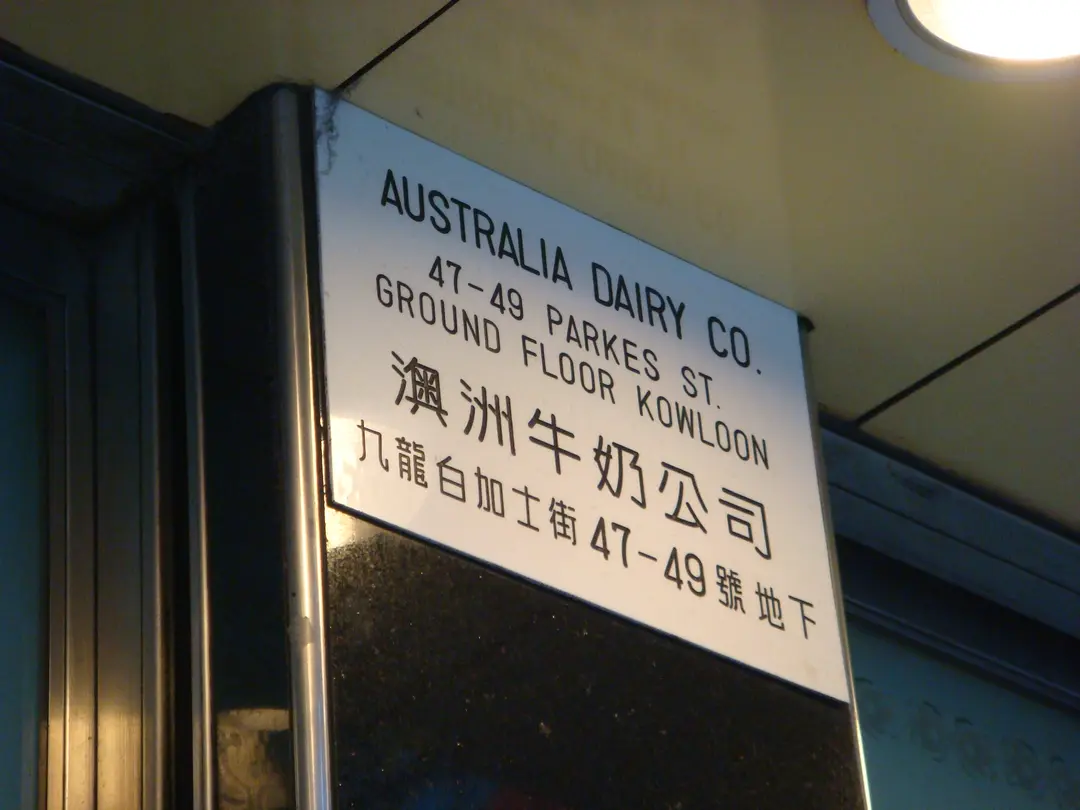 AUSTRALIA DAIRY CO.
47-49 PARKES ST.
GROUND FLOOR KOWLOON
澳洲牛奶公司
九龍白加士街47-49號地下